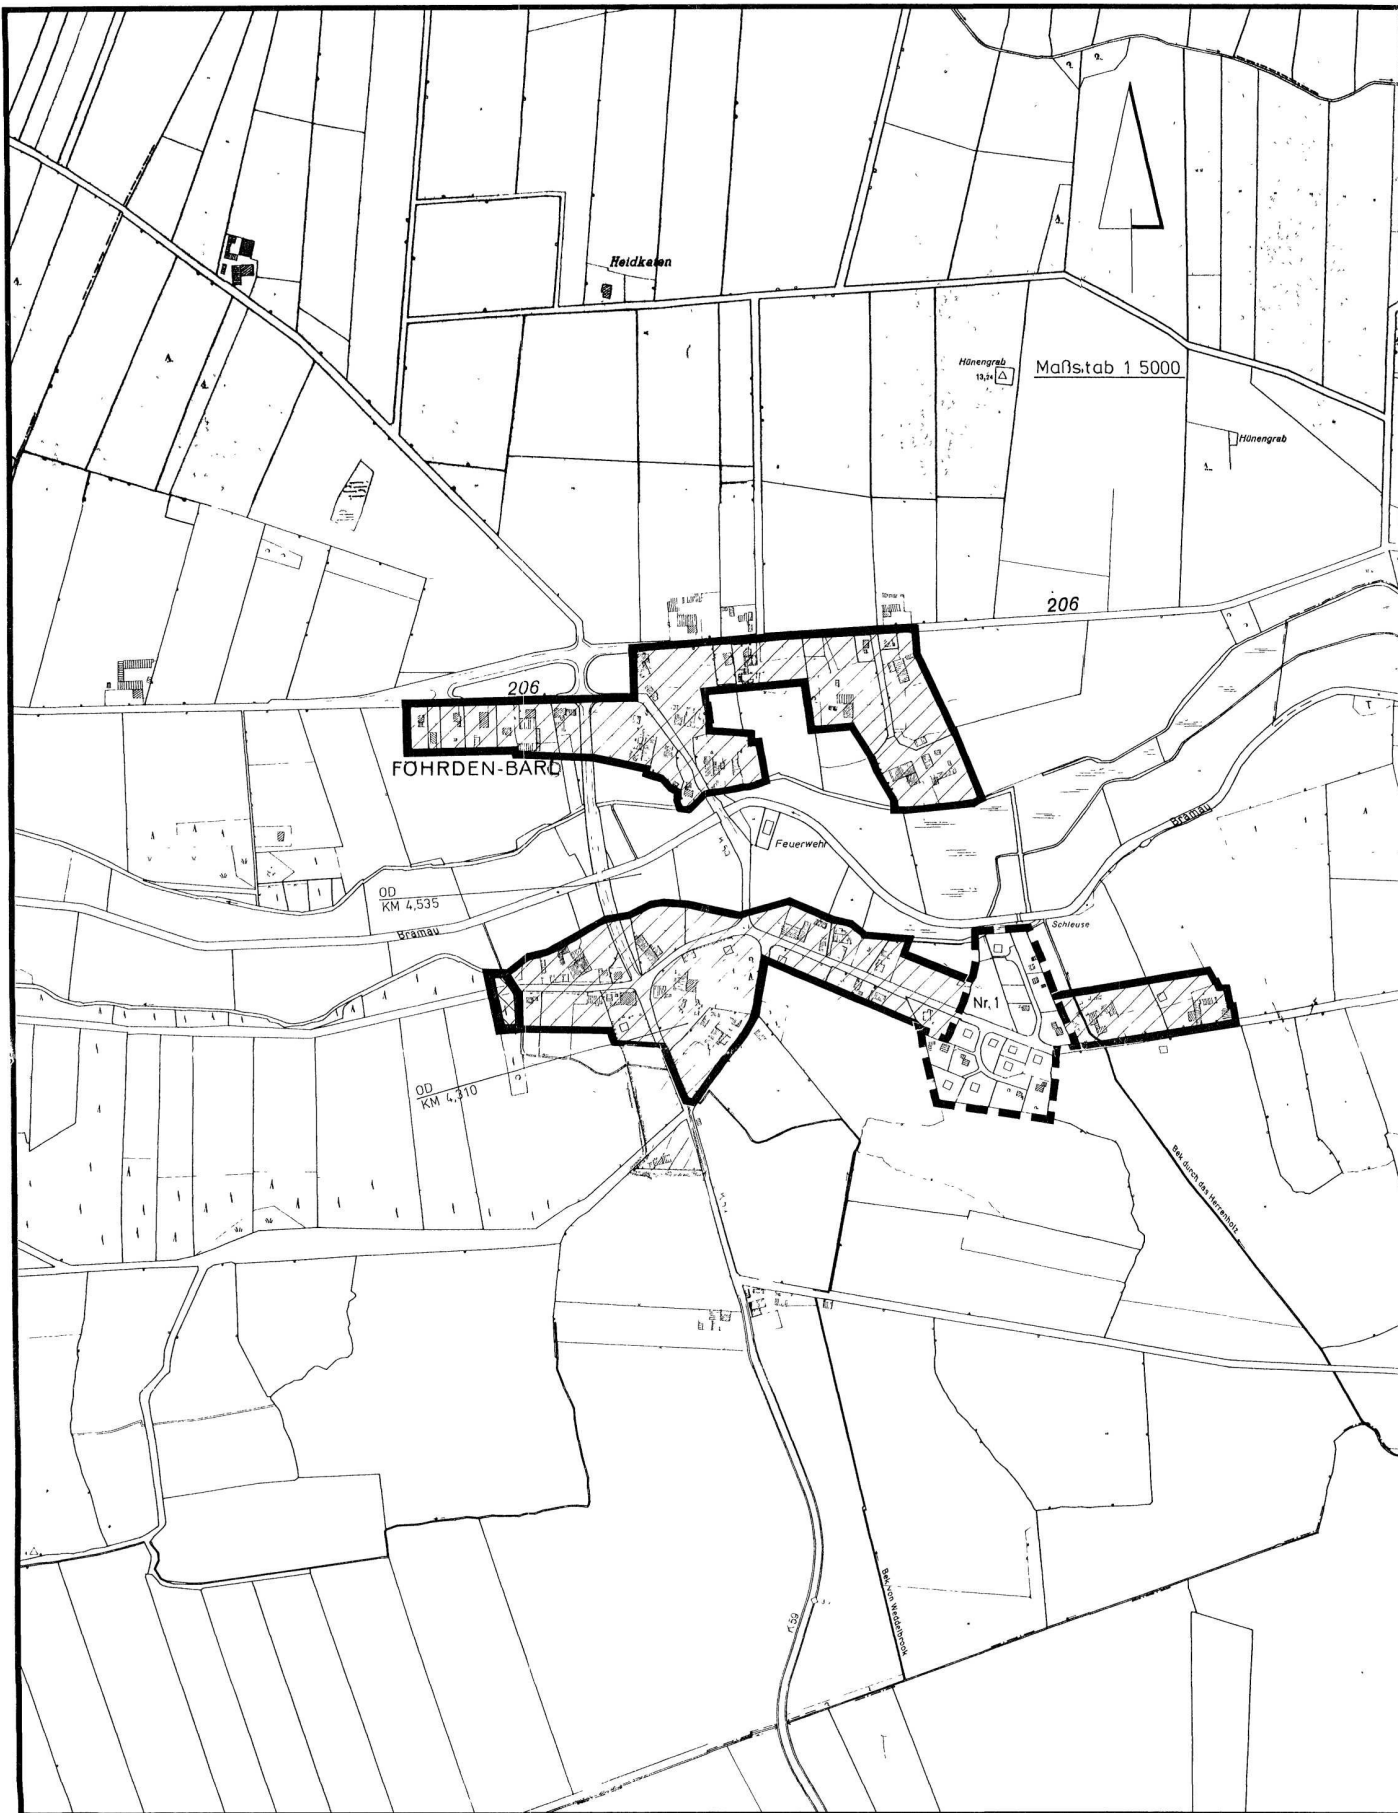 Heidkaten
Hünengrab
13,24
Maßstab 1 5000
Hünengrab
206
206
FÖHRDEN-BARL
Feuerwehr
Bramau
OD
KM 4,535
Bramau
Schleuse
Nr. 1
OD
KM 4,310
Bek durch das Herrenholz
K 59
Bek von Weddelbrook